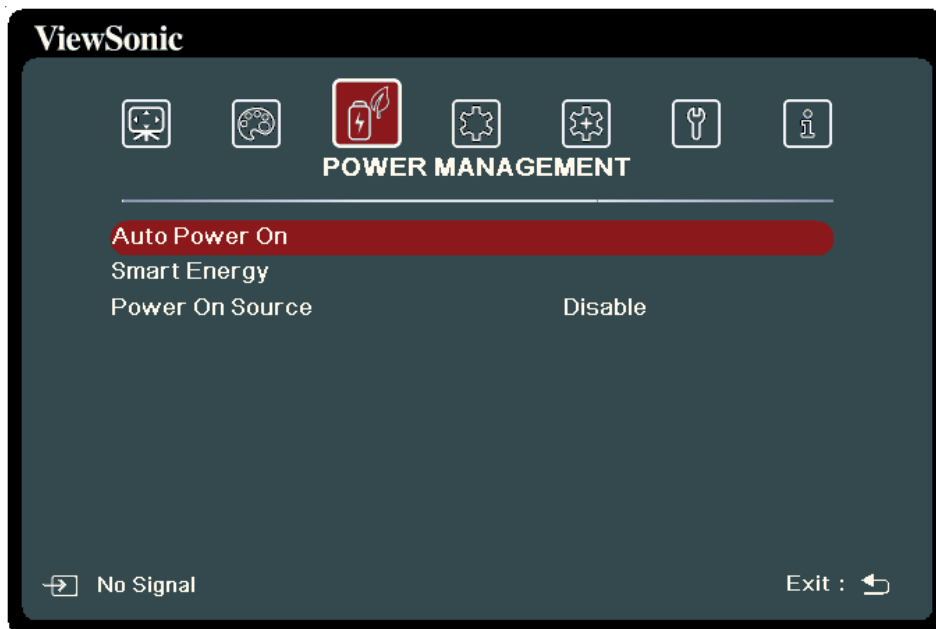 ViewSonic
POWER MANAGEMENT
Auto Power On
Smart Energy
Power On Source Disable
No Signal Exit :